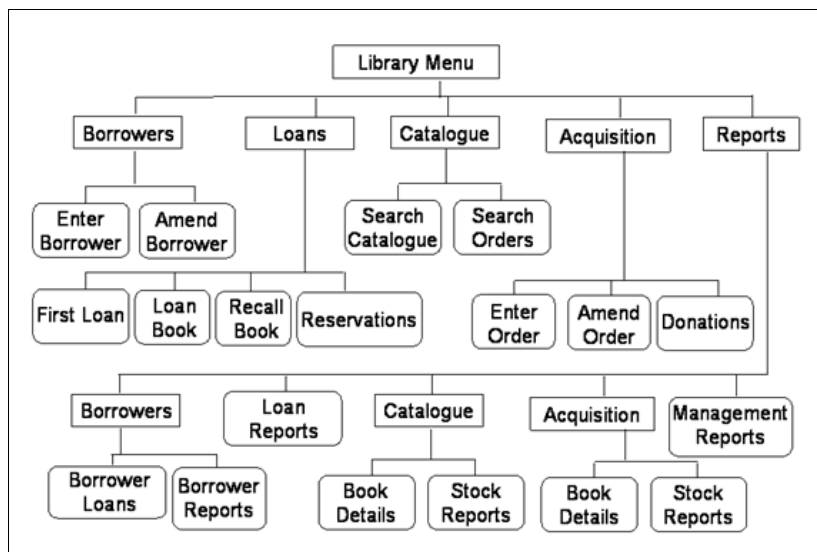 Library Menu
Borrowers
Loans
Catalogue
Acquisition
Reports
Enter
Borrower
Amend
Borrower
Search
Catalogue
Search
Orders
First Loan
Loan
Book
Recall
Book
Reservations
Enter
Order
Amend
Order
Donations
Borrowers
Loan
Reports
Catalogue
Acquisition
Management
Reports
Borrower
Loans
Borrower
Reports
Book
Details
Stock
Reports
Book
Details
Stock
Reports